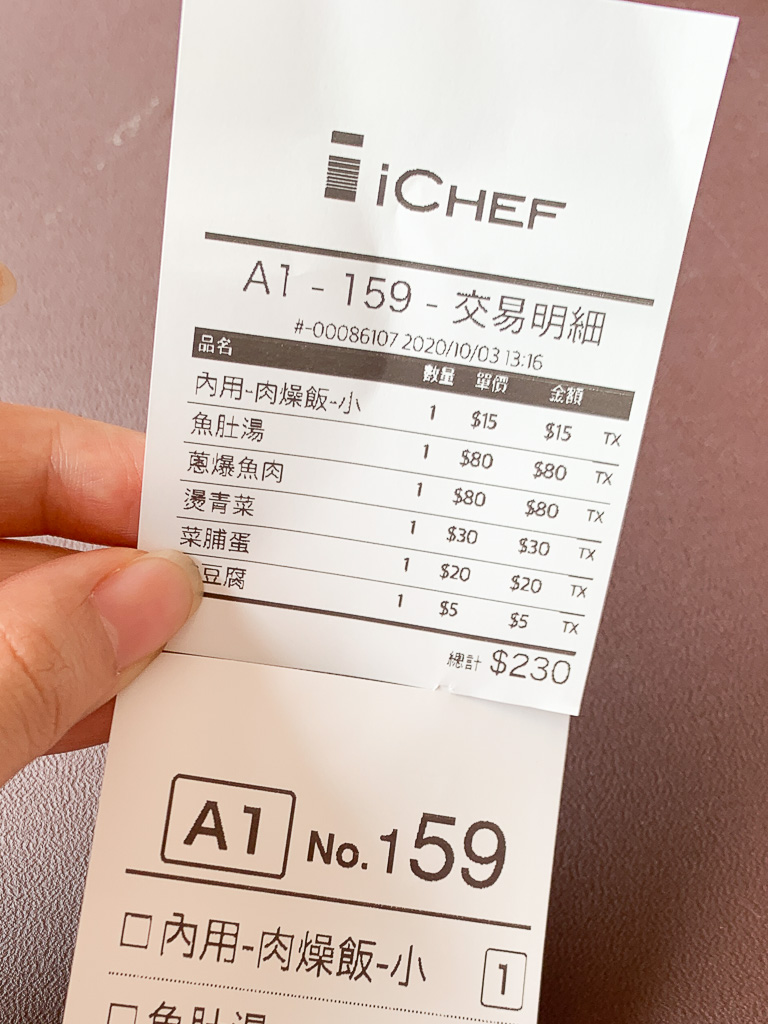 iCHEF
A1 - 159 - 交易明細
#-00086107 2020/10/03 13:16
品名 數量 單價 金額
內用-肉燥飯-小 1 $15 $15 TX
魚肚湯 1 $80 $80 TX
蔥爆魚肉 1 $80 $80 TX
燙青菜 1 $30 $30 TX
菜脯蛋 1 $20 $20 TX
豆腐 1 $5 $5 TX
總計 $230
A1 No.159
內用-肉燥飯-小 1
魚肚湯